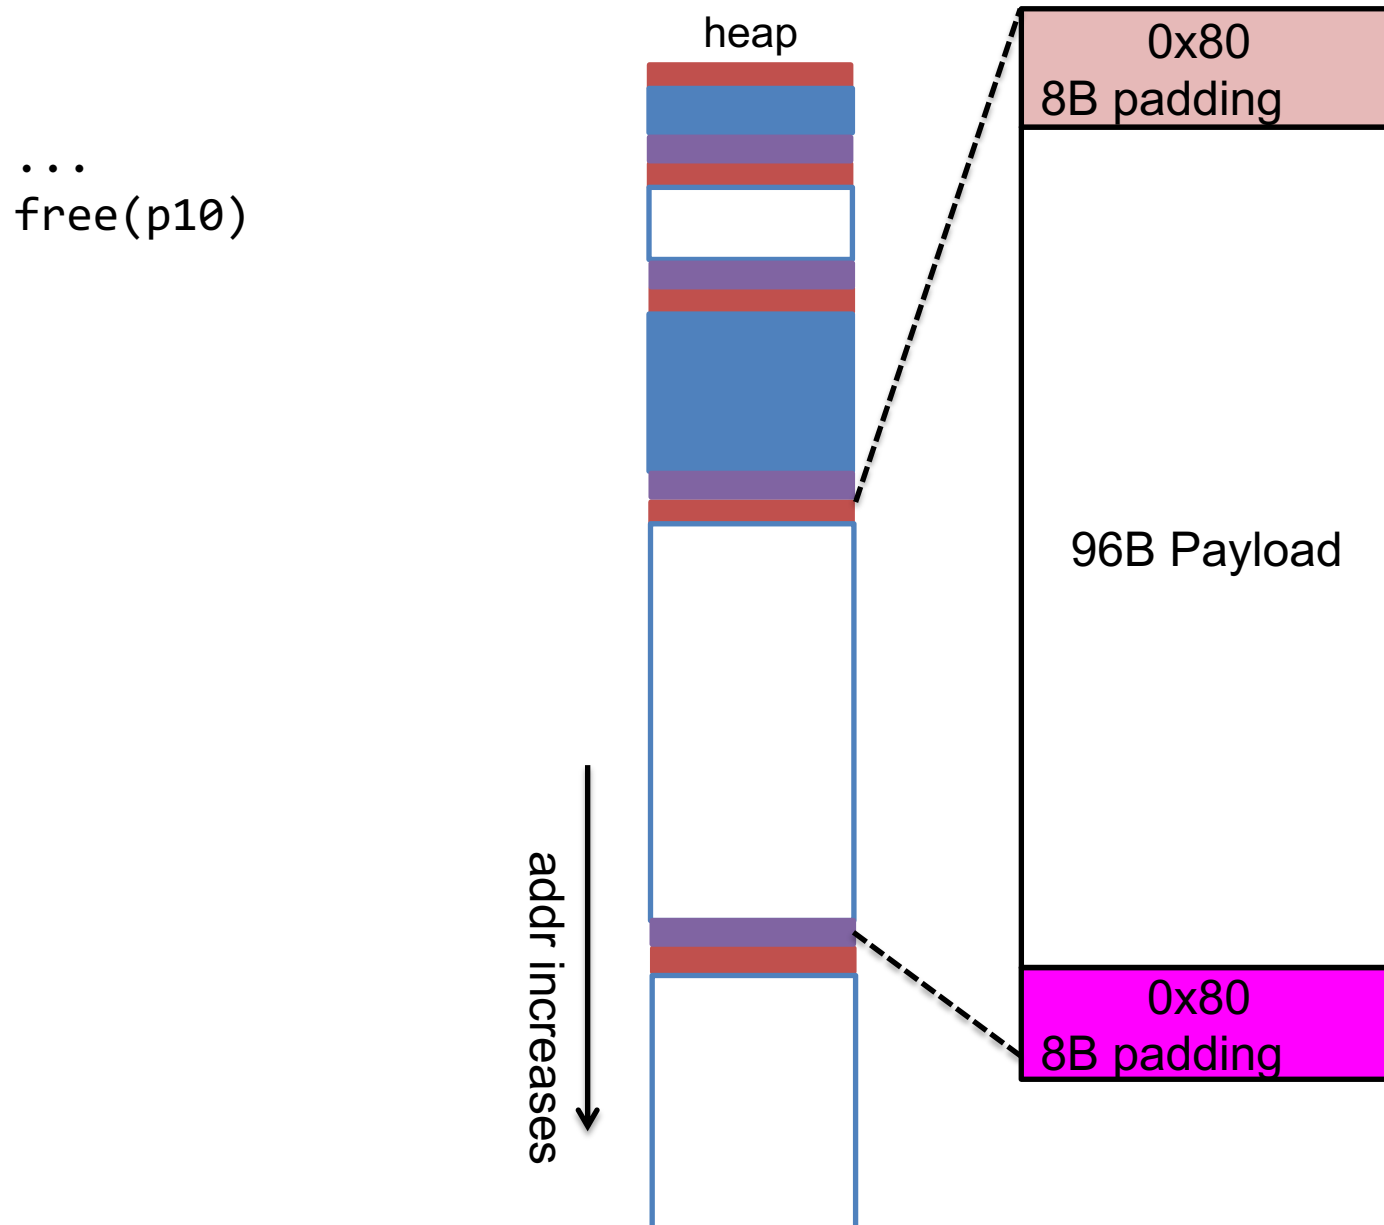 heap
...
free(p10)
0x80
8B padding
96B Payload
addr increases
0x80
8B padding